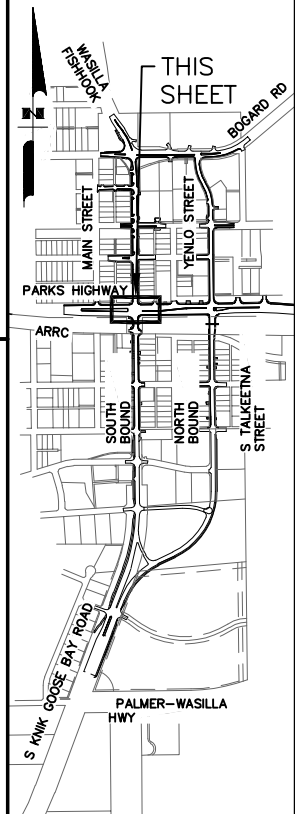 WASILLA
FISHHOOK
THIS
SHEET
N
BOGARD RD
MAIN STREET
YENLO STREET
PARKS HIGHWAY
ARRC
SOUTH
BOUND
NORTH
BOUND
S TALKEETNA
STREET
S KNIK GOOSE BAY ROAD
PALMER-WASILLA
HWY